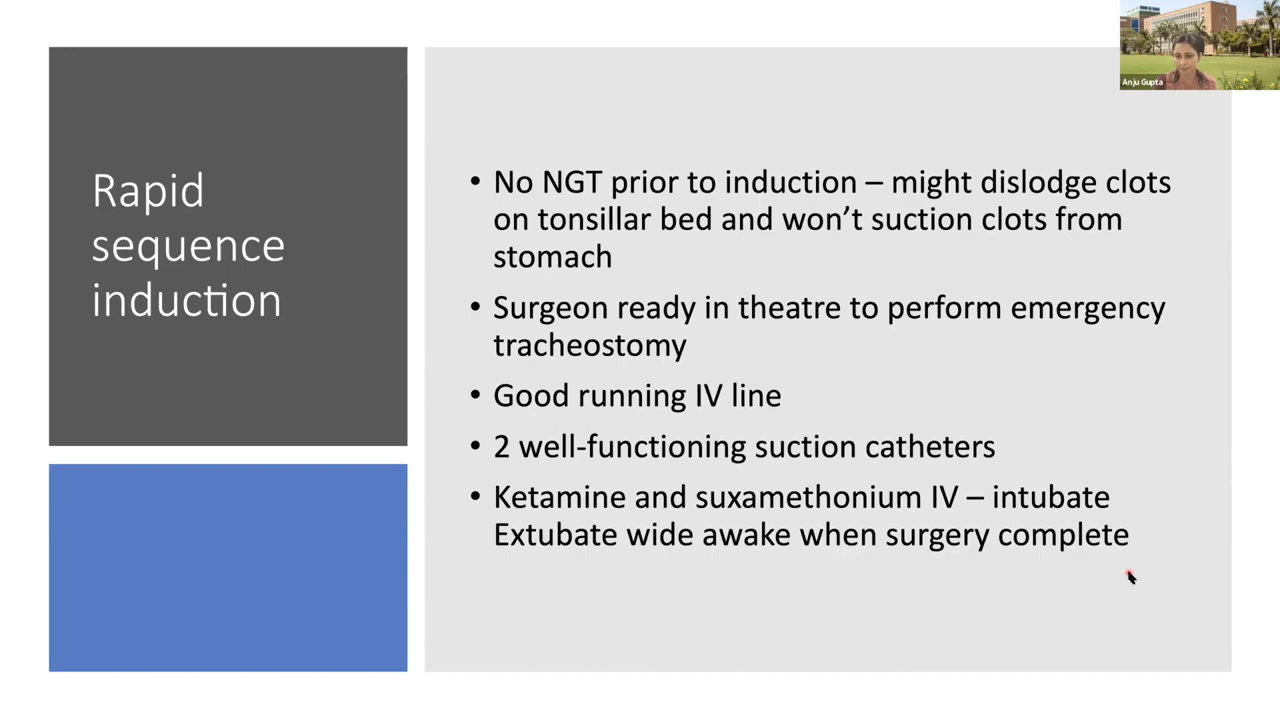 Anju Gupta
Rapid
sequence
induction
• No NGT prior to induction – might dislodge clots
on tonsillar bed and won't suction clots from
stomach
• Surgeon ready in theatre to perform emergency
tracheostomy
• Good running IV line
• 2 well-functioning suction catheters
• Ketamine and suxamethonium IV – intubate
Extubate wide awake when surgery complete